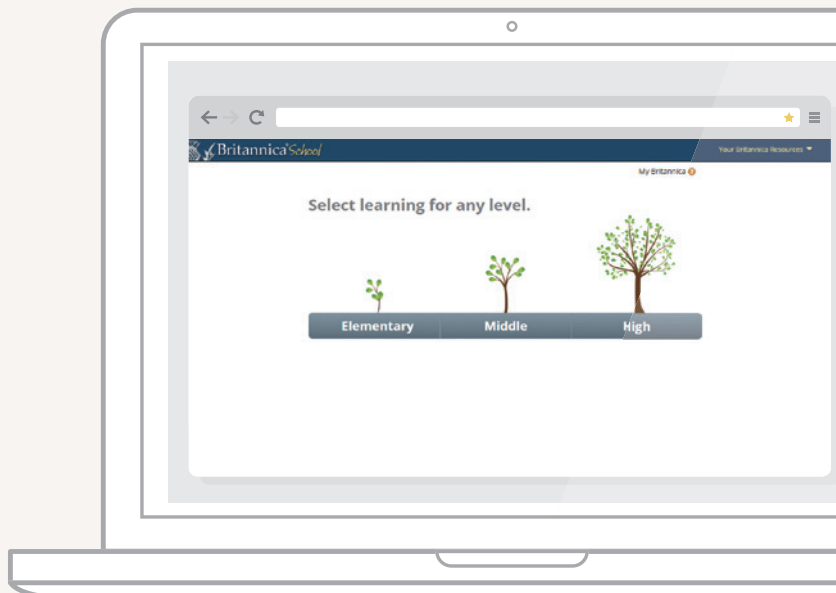 Britannica® School
Your Britannica Resources
My Britannica ?
Select learning for any level.
Elementary Middle High